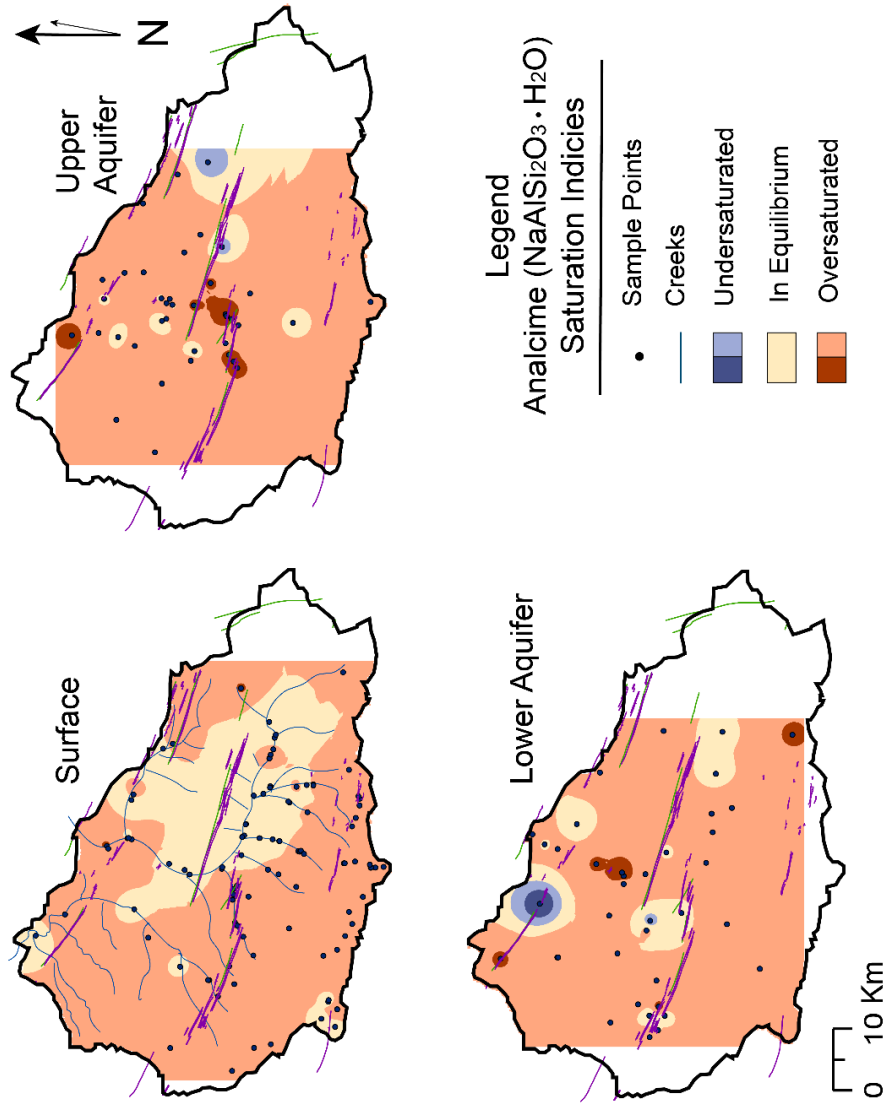 Surface
Upper
Aquifer
N
Lower Aquifer
0 10 Km
Legend
Analcime (NaAlSi2O3 • H2O)
Saturation Indicies
Sample Points
Creeks
Undersaturated
In Equilibrium
Oversaturated